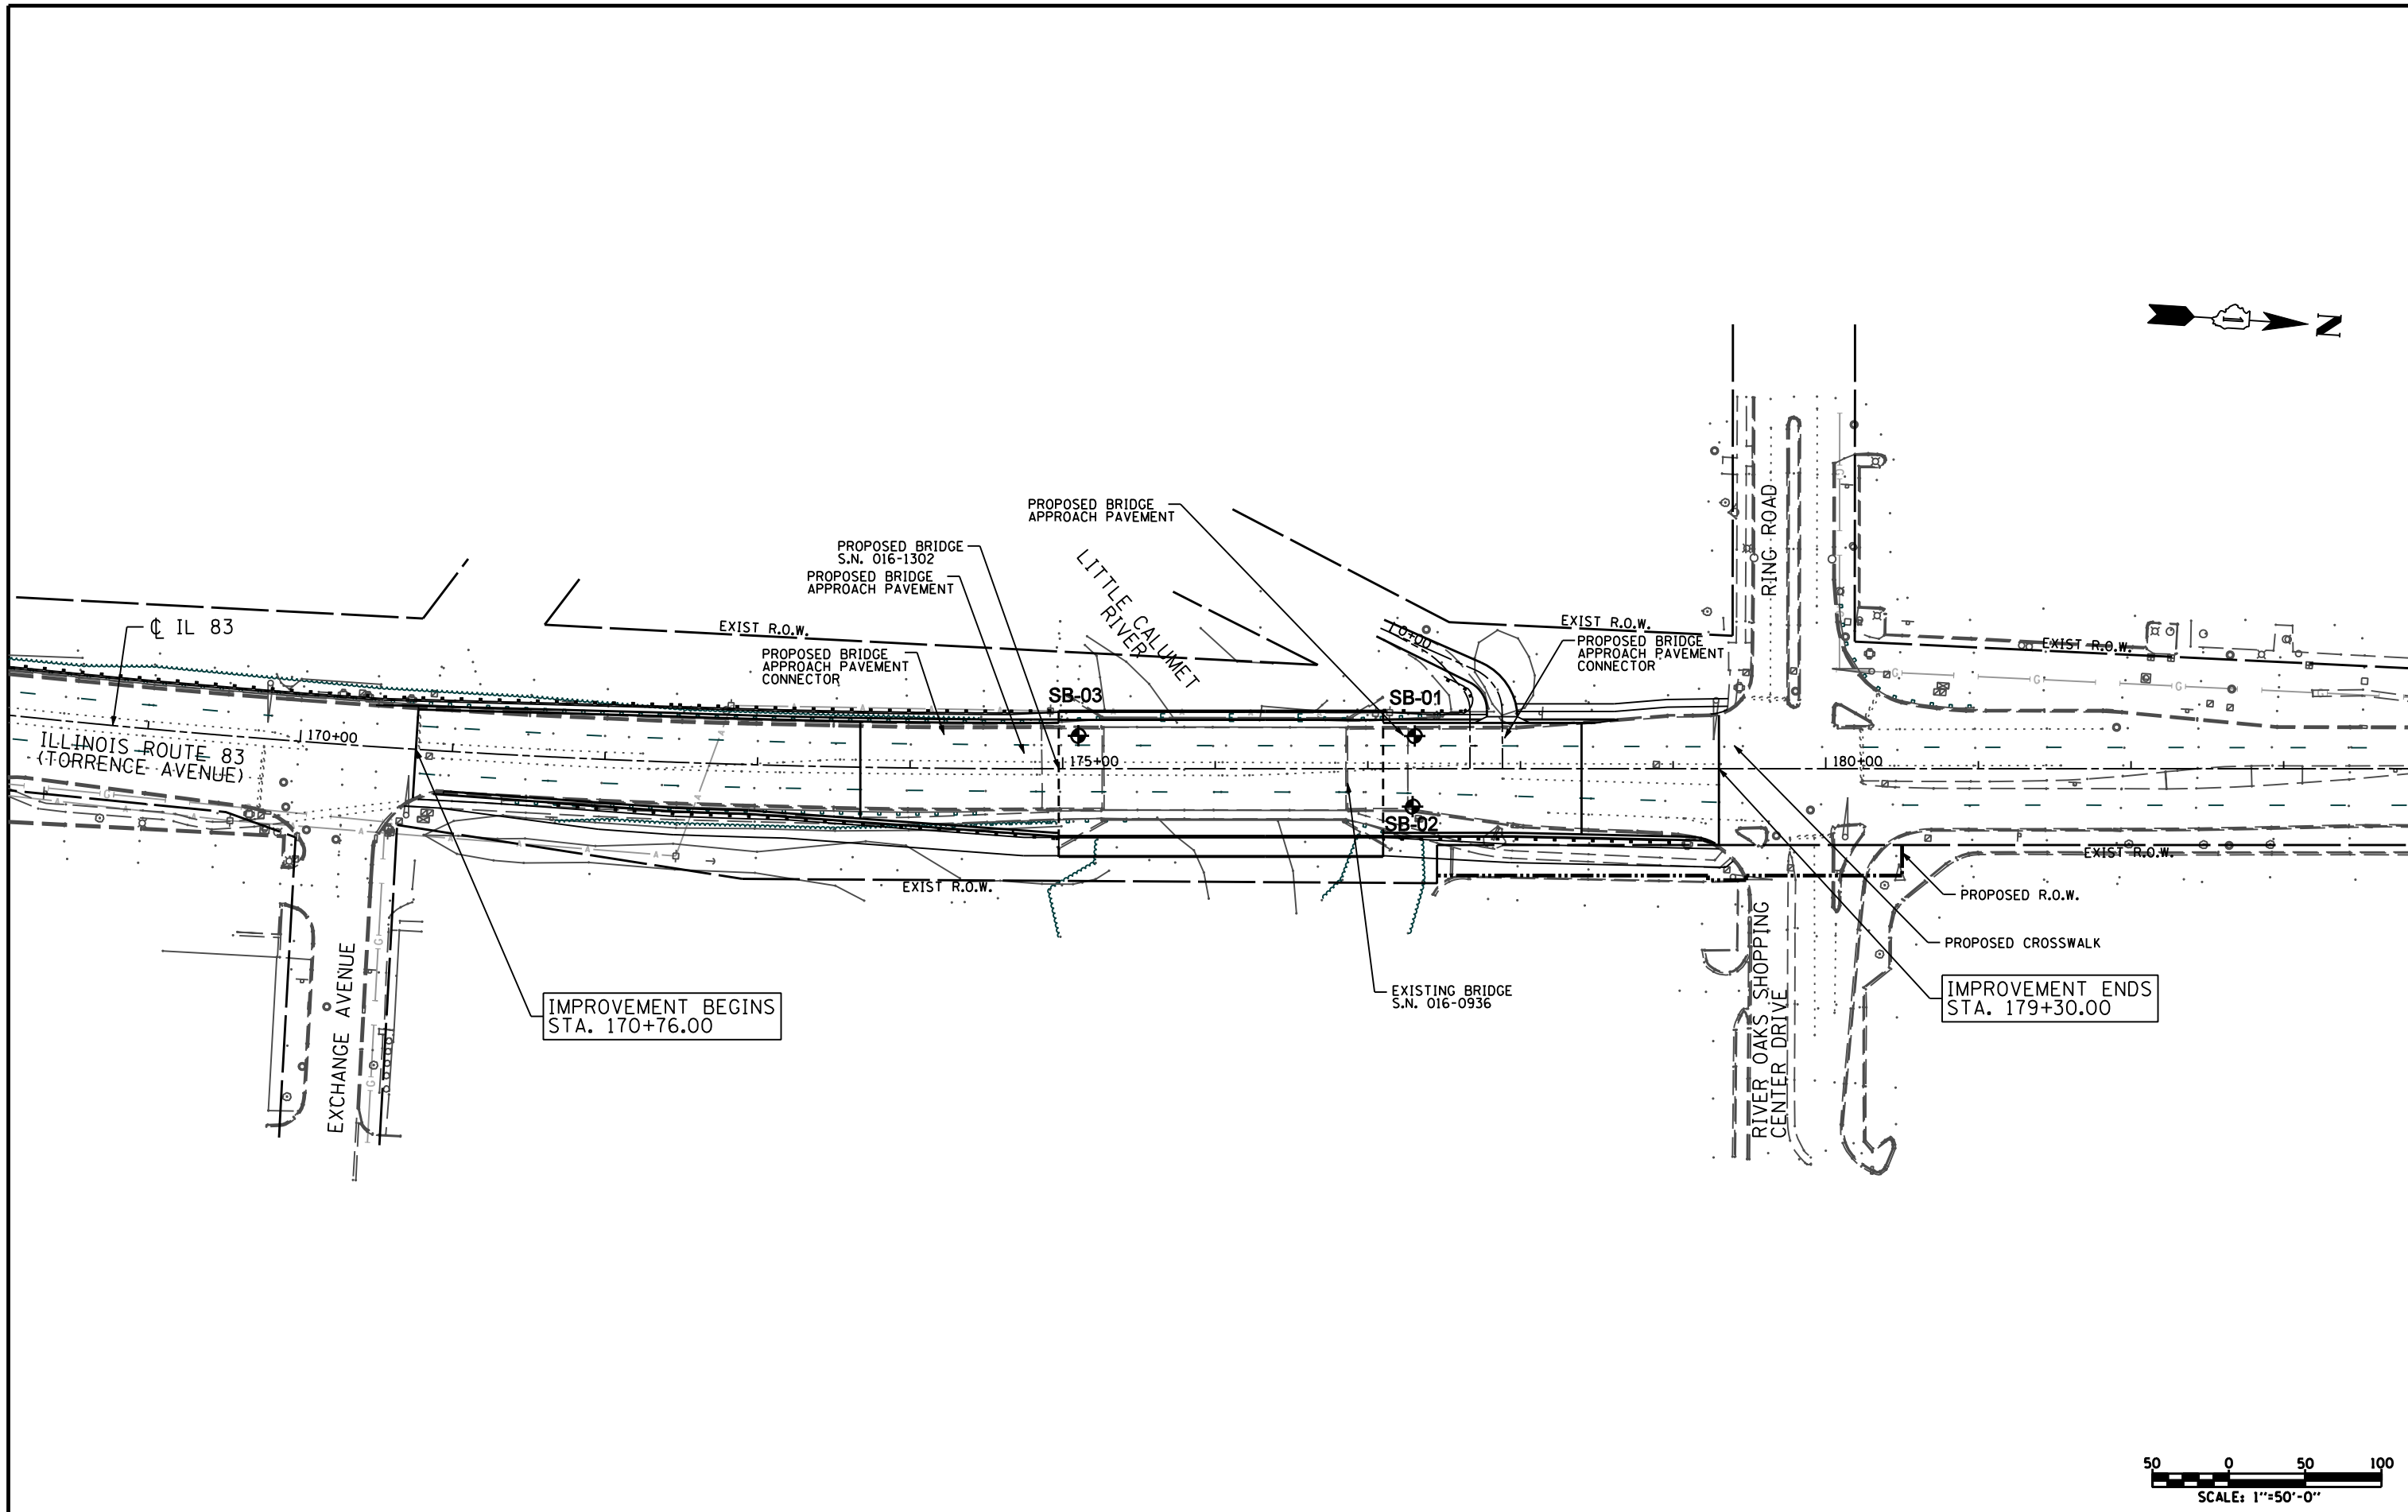 N
PROPOSED BRIDGE
APPROACH PAVEMENT
PROPOSED BRIDGE
S.N. 016-1302
PROPOSED BRIDGE
APPROACH PAVEMENT
LITTLE CALUMET
RIVER
RING ROAD
℄ IL 83
EXIST R.O.W.
EXIST R.O.W.
EXIST R.O.W.
PROPOSED BRIDGE
APPROACH PAVEMENT
CONNECTOR
PROPOSED BRIDGE
APPROACH PAVEMENT
CONNECTOR
SB-03
SB-01
ILLINOIS ROUTE 83
(TORRENCE AVENUE)
170+00
175+00
180+00
SB-02
EXIST R.O.W.
EXIST R.O.W.
PROPOSED R.O.W.
PROPOSED CROSSWALK
EXCHANGE AVENUE
IMPROVEMENT BEGINS
STA. 170+76.00
EXISTING BRIDGE
S.N. 016-0936
RIVER OAKS SHOPPING
CENTER DRIVE
IMPROVEMENT ENDS
STA. 179+30.00
50 0 50 100
SCALE: 1"=50'-0"